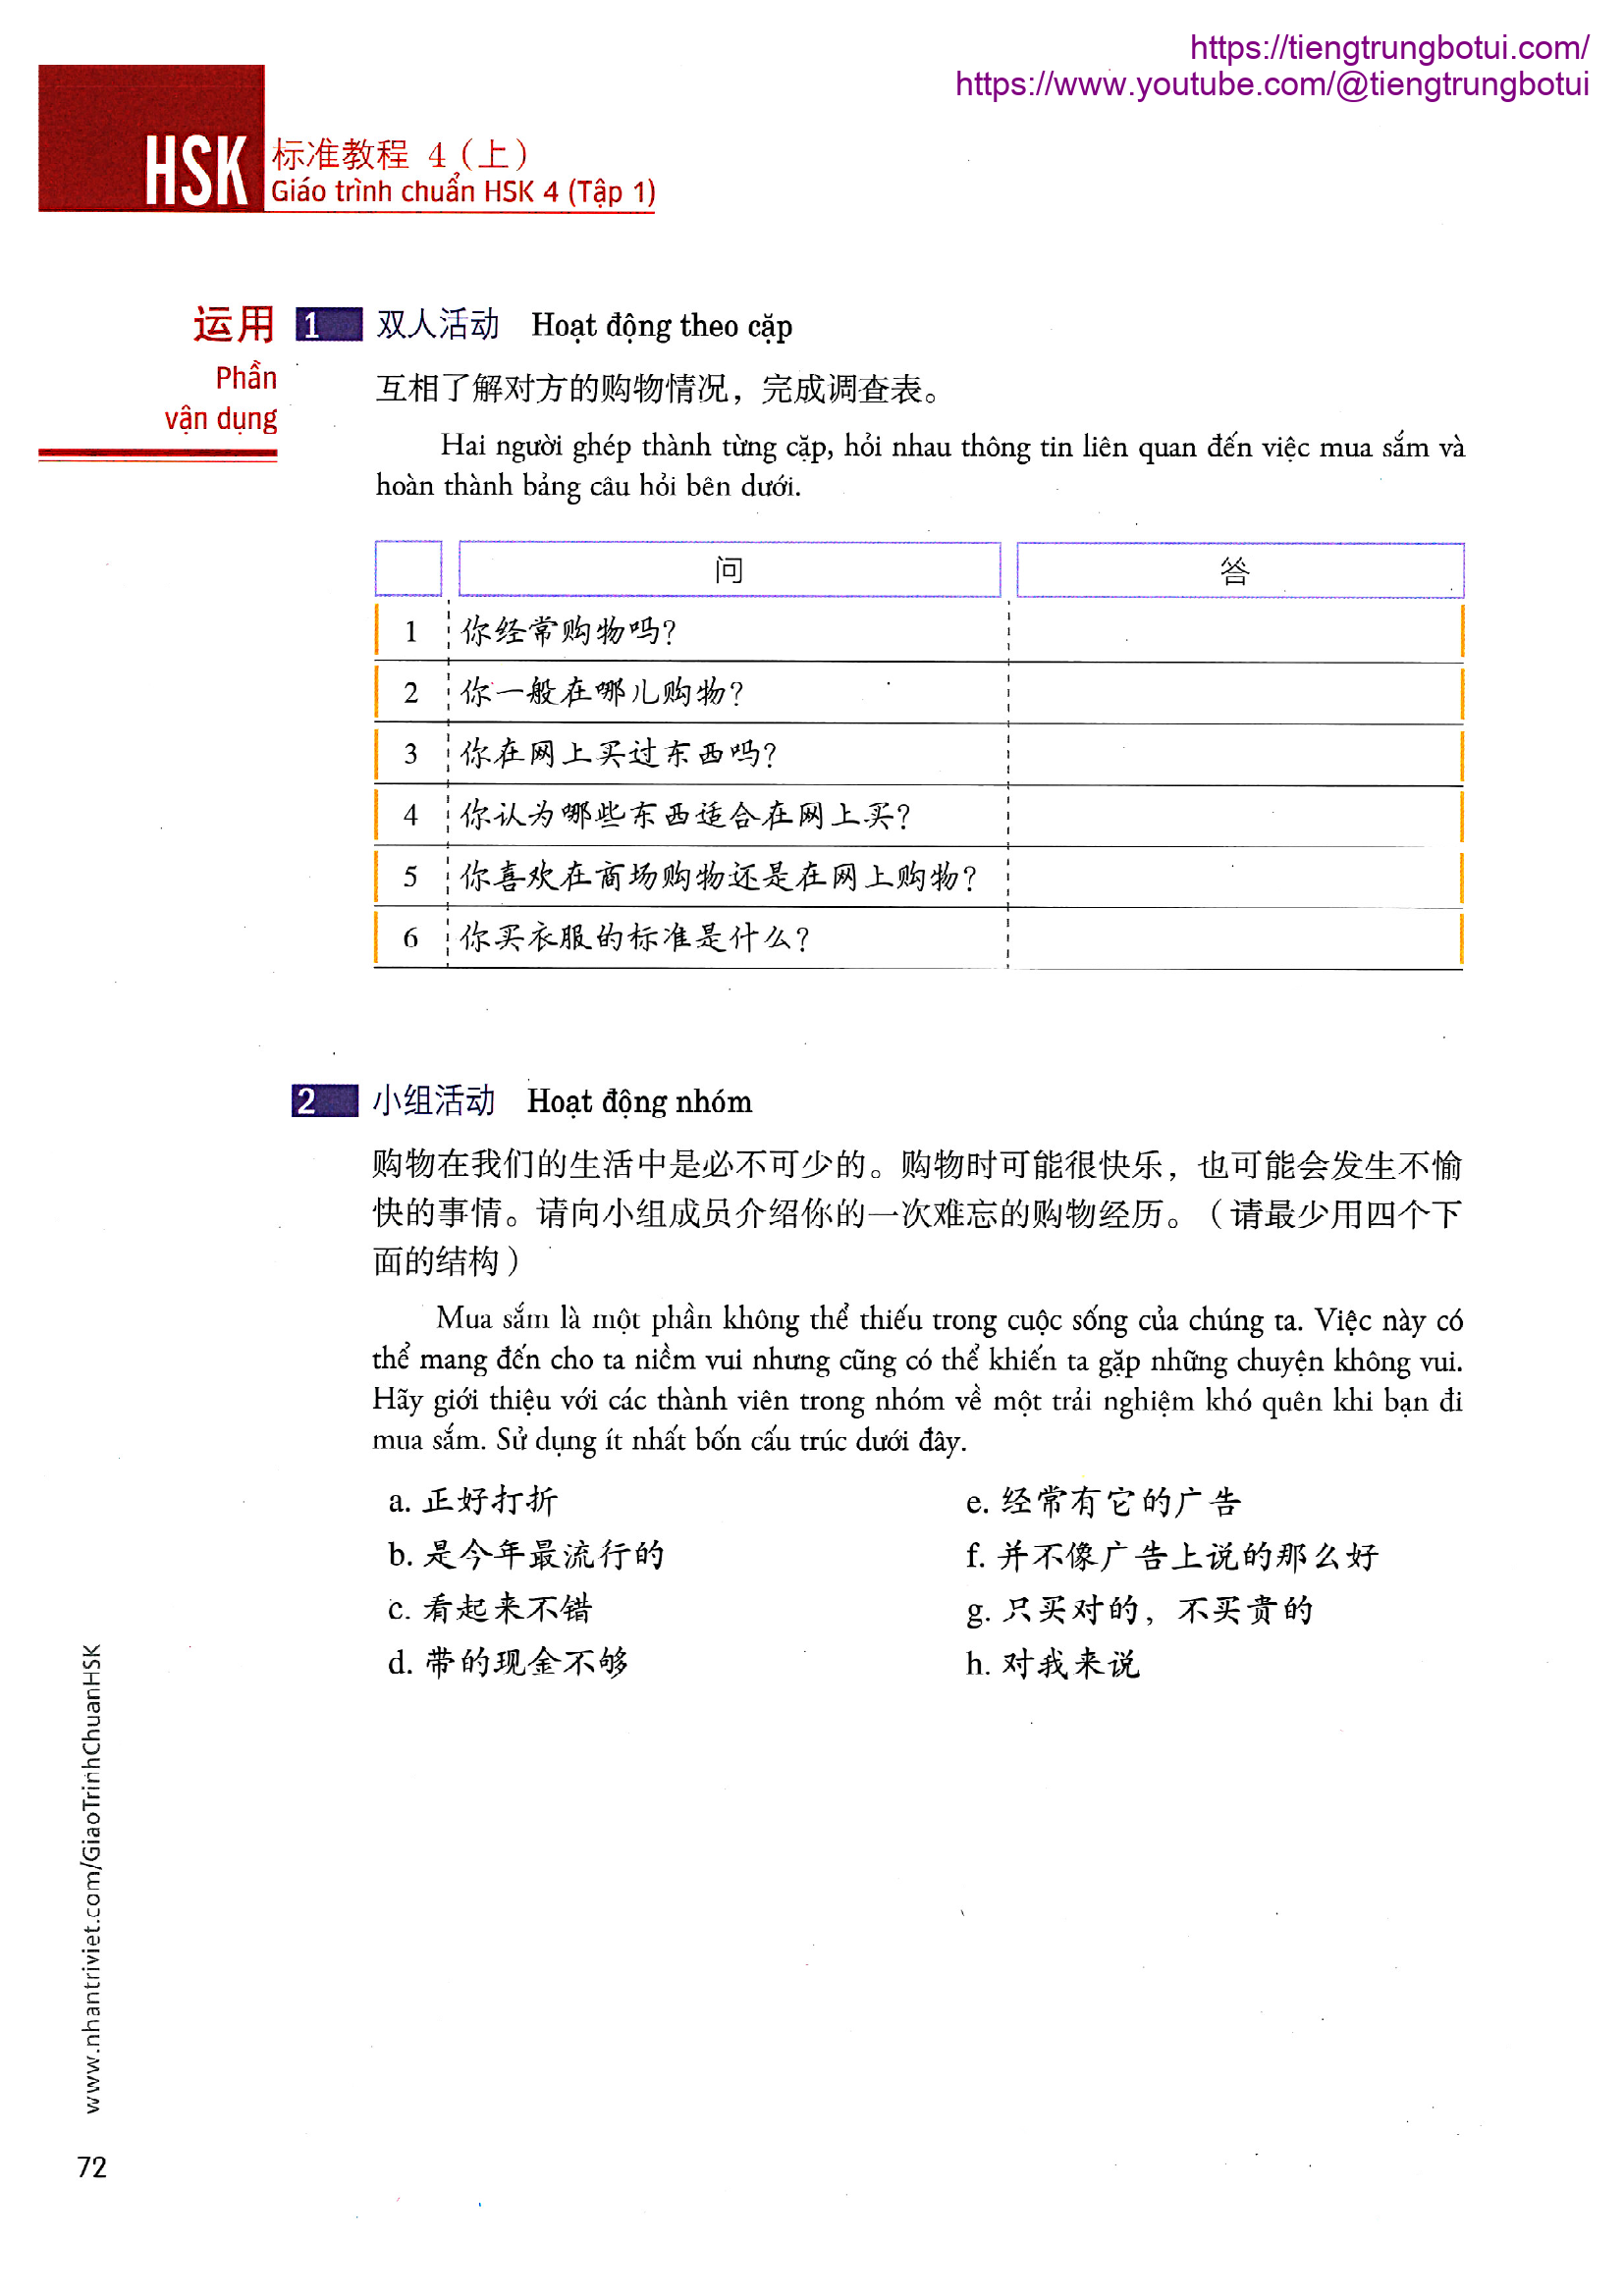 https://tiengtrungbotui.com/
https://www.youtube.com/@tiengtrungbotui
HSK 标准教程 4（上）
Giáo trình chuẩn HSK 4 (Tập 1)
运用
Phần
vận dụng
1 双人活动 Hoạt động theo cặp
互相了解对方的购物情况，完成调查表。
Hai người ghép thành từng cặp, hỏi nhau thông tin liên quan đến việc mua sắm và
hoàn thành bảng câu hỏi bên dưới.
问 答
1 你经常购物吗？
2 你一般在哪儿购物？
3 你在网上买过东西吗？
4 你认为哪些东西适合在网上买？
5 你喜欢在商场购物还是在网上购物？
6 你买衣服的标准是什么？
2 小组活动 Hoạt động nhóm
购物在我们的生活中是必不可少的。购物时可能很快乐，也可能会发生不愉
快的事情。请向小组成员介绍你的一次难忘的购物经历。（请最少用四个下
面的结构）
Mua sắm là một phần không thể thiếu trong cuộc sống của chúng ta. Việc này có
thể mang đến cho ta niềm vui nhưng cũng có thể khiến ta gặp những chuyện không vui.
Hãy giới thiệu với các thành viên trong nhóm về một trải nghiệm khó quên khi bạn đi
mua sắm. Sử dụng ít nhất bốn cấu trúc dưới đây.
a. 正好打折
b. 是今年最流行的
c. 看起来不错
d. 带的现金不够
e. 经常有它的广告
f. 并不像广告上说的那么好
g. 只买对的，不买贵的
h. 对我来说
www.nhantriviet.com/GiaoTrinhChuanHSK
72